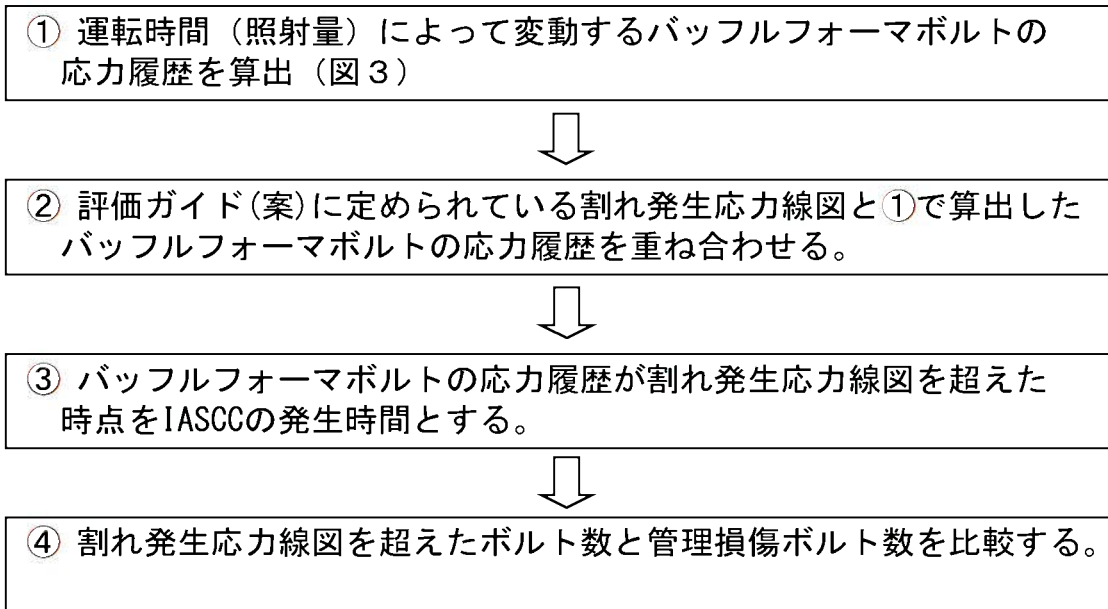 ① 運転時間（照射量）によって変動するバッフルフォーマボルトの
応力履歴を算出（図３）
② 評価ガイド(案)に定められている割れ発生応力線図と①で算出した
バッフルフォーマボルトの応力履歴を重ね合わせる。
③ バッフルフォーマボルトの応力履歴が割れ発生応力線図を超えた
時点をIASCCの発生時間とする。
④ 割れ発生応力線図を超えたボルト数と管理損傷ボルト数を比較する。